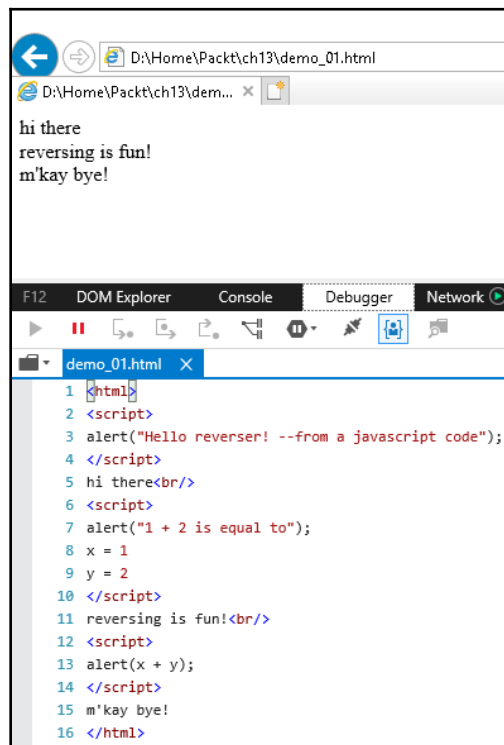 D:\Home\Packt\ch13\demo_01.html
D:\Home\Packt\ch13\dem...
hi there
reversing is fun!
m'kay bye!
F12 DOM Explorer Console Debugger Network
demo_01.html
1 <html>
2 <script>
3 alert("Hello reverser! --from a javascript code");
4 </script>
5 hi there<br/>
6 <script>
7 alert("1 + 2 is equal to");
8 x = 1
9 y = 2
10 </script>
11 reversing is fun!<br/>
12 <script>
13 alert(x + y);
14 </script>
15 m'kay bye!
16 </html>